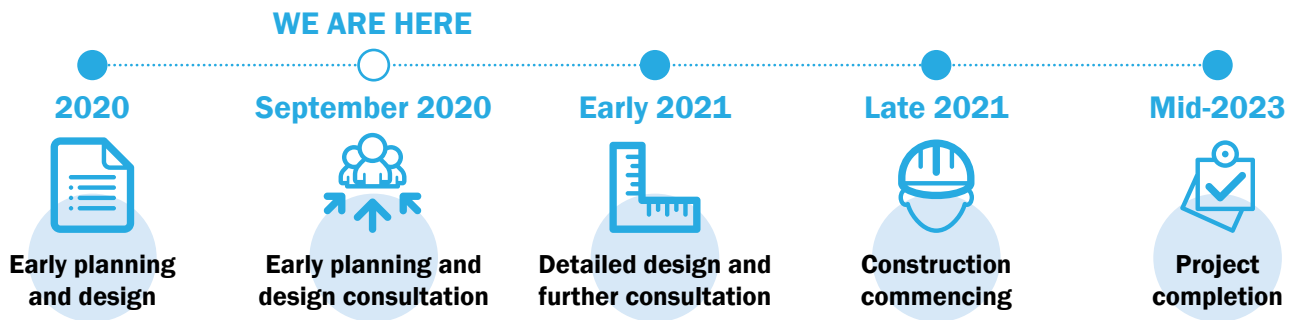 WE ARE HERE
2020
September 2020
Early 2021
Late 2021
Mid-2023
Early planning
and design
Early planning and
design consultation
Detailed design and
further consultation
Construction
commencing
Project
completion